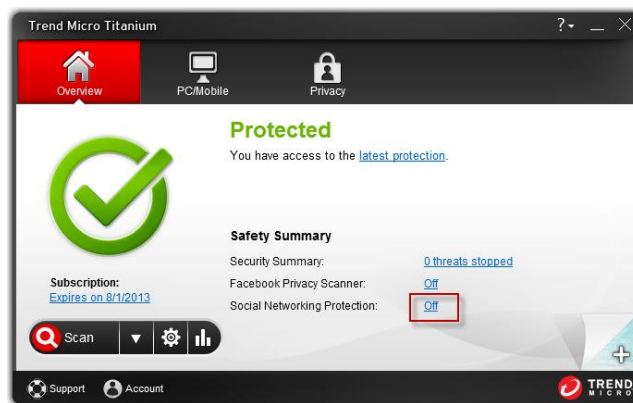 Trend Micro Titanium
?
Overview
PC/Mobile
Privacy
Protected
You have access to the latest protection.
Safety Summary
Security Summary: 0 threats stopped
Facebook Privacy Scanner: Off
Social Networking Protection: Off
Subscription:
Expires on 8/1/2013
Scan
Support
Account
TREND
MICRO